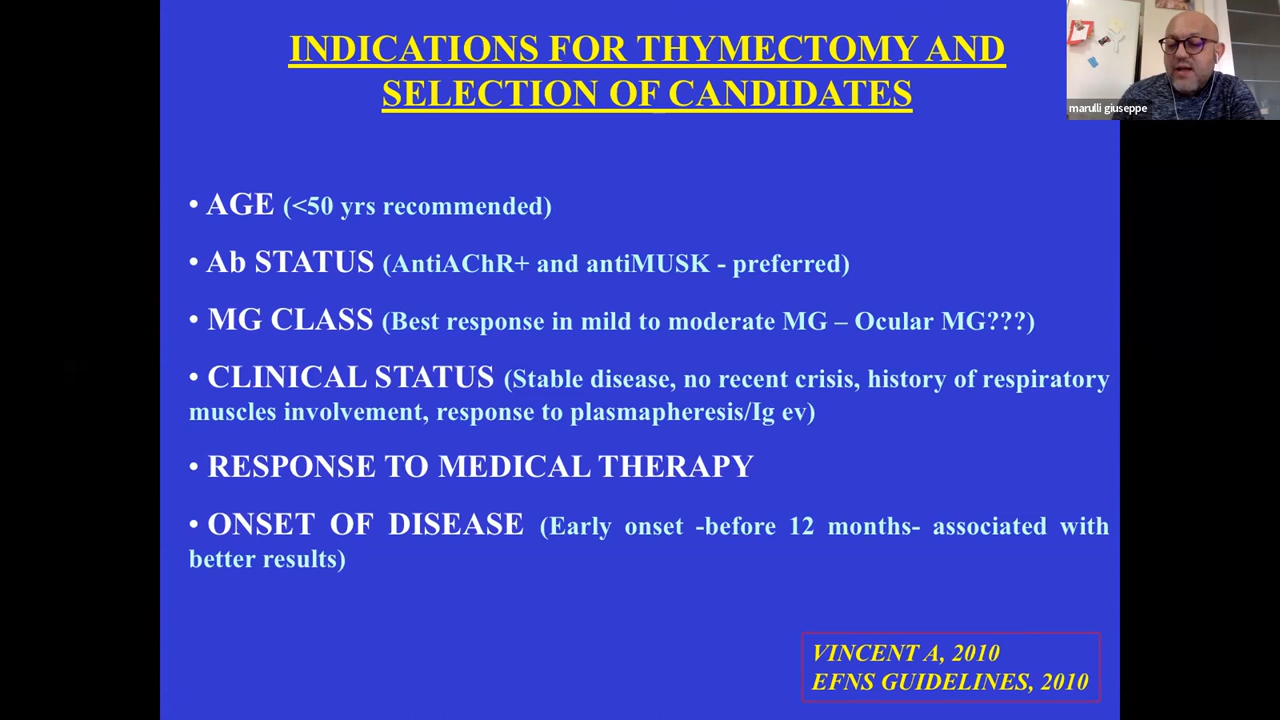 INDICATIONS FOR THYMECTOMY AND
SELECTION OF CANDIDATES
marulli giuseppe
• AGE (<50 yrs recommended)
• Ab STATUS (AntiAChR+ and antiMUSK - preferred)
• MG CLASS (Best response in mild to moderate MG – Ocular MG???)
• CLINICAL STATUS (Stable disease, no recent crisis, history of respiratory
muscles involvement, response to plasmapheresis/Ig ev)
• RESPONSE TO MEDICAL THERAPY
• ONSET OF DISEASE (Early onset -before 12 months- associated with
better results)
VINCENT A, 2010
EFNS GUIDELINES, 2010